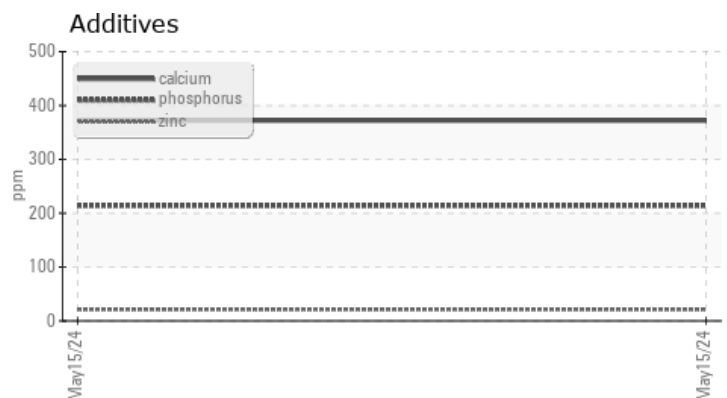 Additives
500
400
300
200
100
0
ppm
calcium
phosphorus
zinc
May15/24
May15/24